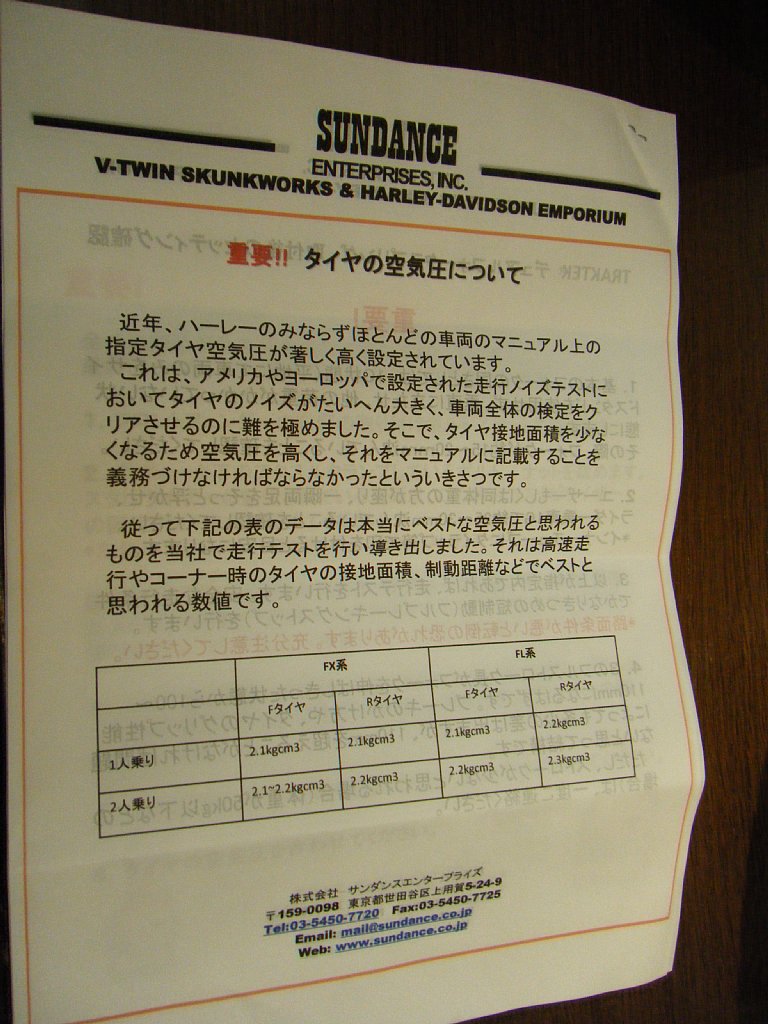 SUNDANCE
ENTERPRISES, INC.
V-TWIN SKUNKWORKS & HARLEY-DAVIDSON EMPORIUM
重要!! タイヤの空気圧について
近年、ハーレーのみならずほとんどの車両のマニュアル上の
指定タイヤ空気圧が著しく高く設定されています。
これは、アメリカやヨーロッパで設定された走行ノイズテストに
おいてタイヤのノイズがたいへん大きく、車両全体の検定をク
リアさせるのに難を極めました。そこで、タイヤ接地面積を少な
くなるため空気圧を高くし、それをマニュアルに記載することを
義務づけなければならなかったといういきさつです。
従って下記の表のデータは本当にベストな空気圧と思われる
ものを当社で走行テストを行い導き出しました。それは高速走
行やコーナー時のタイヤの接地面積、制動距離などでベストと
思われる数値です。
FX系 FL系
Fタイヤ Rタイヤ Fタイヤ Rタイヤ
1人乗り 2.1kgcm3 2.1kgcm3 2.1kgcm3 2.2kgcm3
2人乗り 2.1~2.2kgcm3 2.2kgcm3 2.2kgcm3 2.3kgcm3
株式会社 サンダンスエンタープライズ
〒159-0098 東京都世田谷区上用賀5-24-9
Tel:03-5450-7720 Fax:03-5450-7725
Email: mail@sundance.co.jp
Web: www.sundance.co.jp